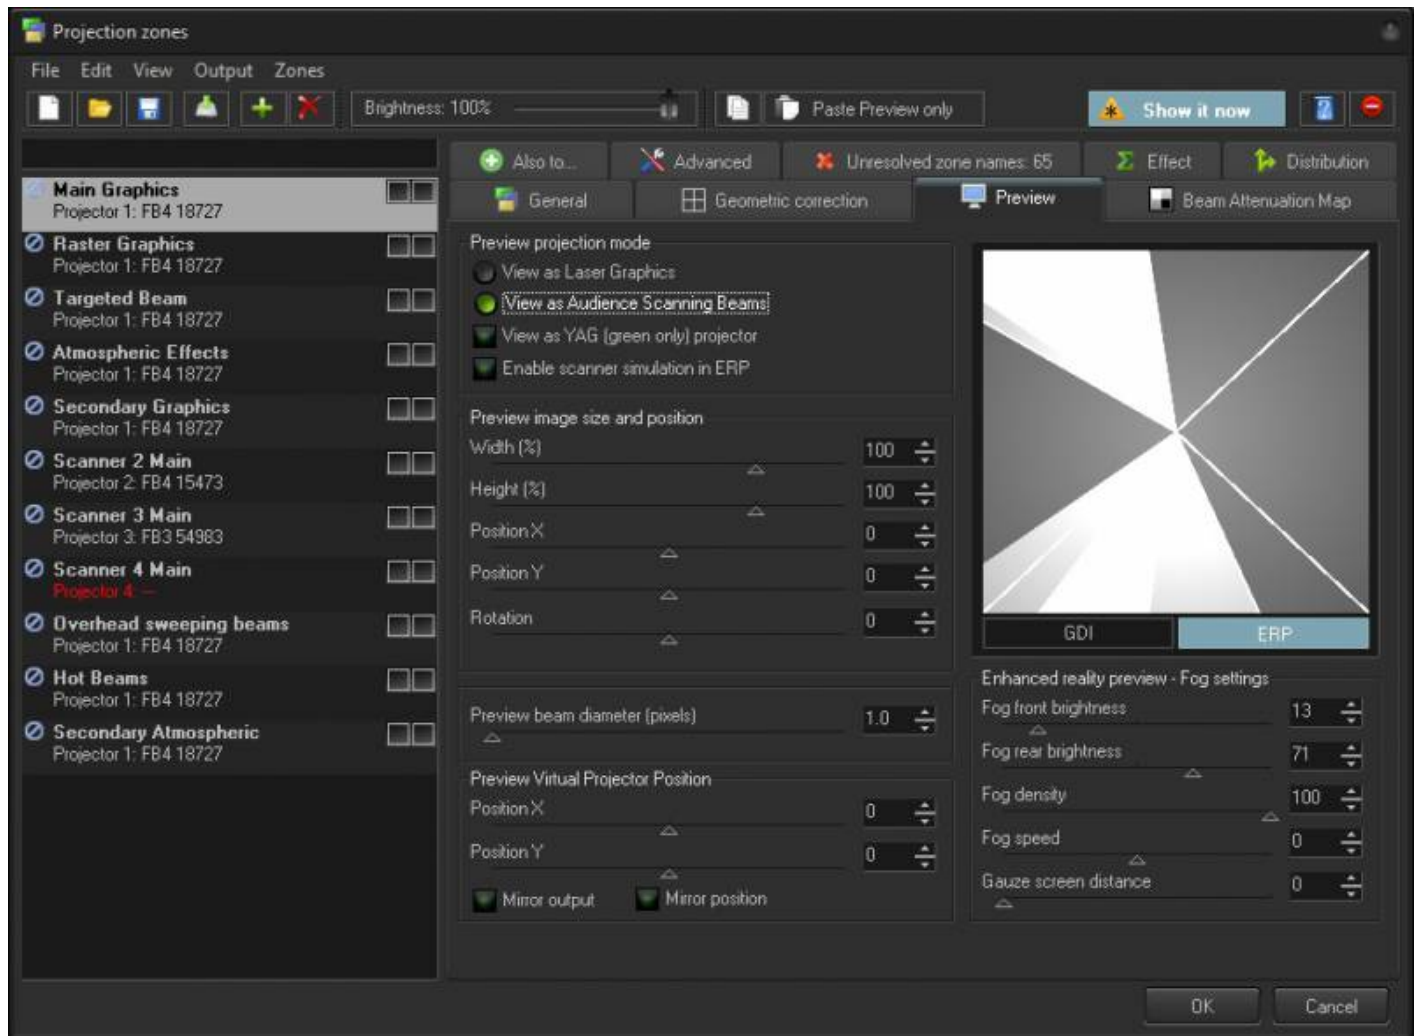 Projection zones
File Edit View Output Zones
Brightness: 100% Paste Preview only Show it now
Also to... Advanced Unresolved zone names: 65 Effect Distribution
General Geometric correction Preview Beam Attenuation Map
Main Graphics
Projector 1: FB4 18727
Raster Graphics
Projector 1: FB4 18727
Targeted Beam
Projector 1: FB4 18727
Atmospheric Effects
Projector 1: FB4 18727
Secondary Graphics
Projector 1: FB4 18727
Scanner 2 Main
Projector 2: FB4 15473
Scanner 3 Main
Projector 3: FB3 54983
Scanner 4 Main
Projector 4: --
Overhead sweeping beams
Projector 1: FB4 18727
Hot Beams
Projector 1: FB4 18727
Secondary Atmospheric
Projector 1: FB4 18727
Preview projection mode
View as Laser Graphics
View as Audience Scanning Beams
View as YAG (green only) projector
Enable scanner simulation in ERP
Preview image size and position
Width (%) 100
Height (%) 100
Position X 0
Position Y 0
Rotation 0
Preview beam diameter (pixels) 1.0
Preview Virtual Projector Position
Position X 0
Position Y 0
Mirror output Mirror position
GDI ERP
Enhanced reality preview - Fog settings
Fog front brightness 13
Fog rear brightness 71
Fog density 100
Fog speed 0
Gauze screen distance 0
OK Cancel